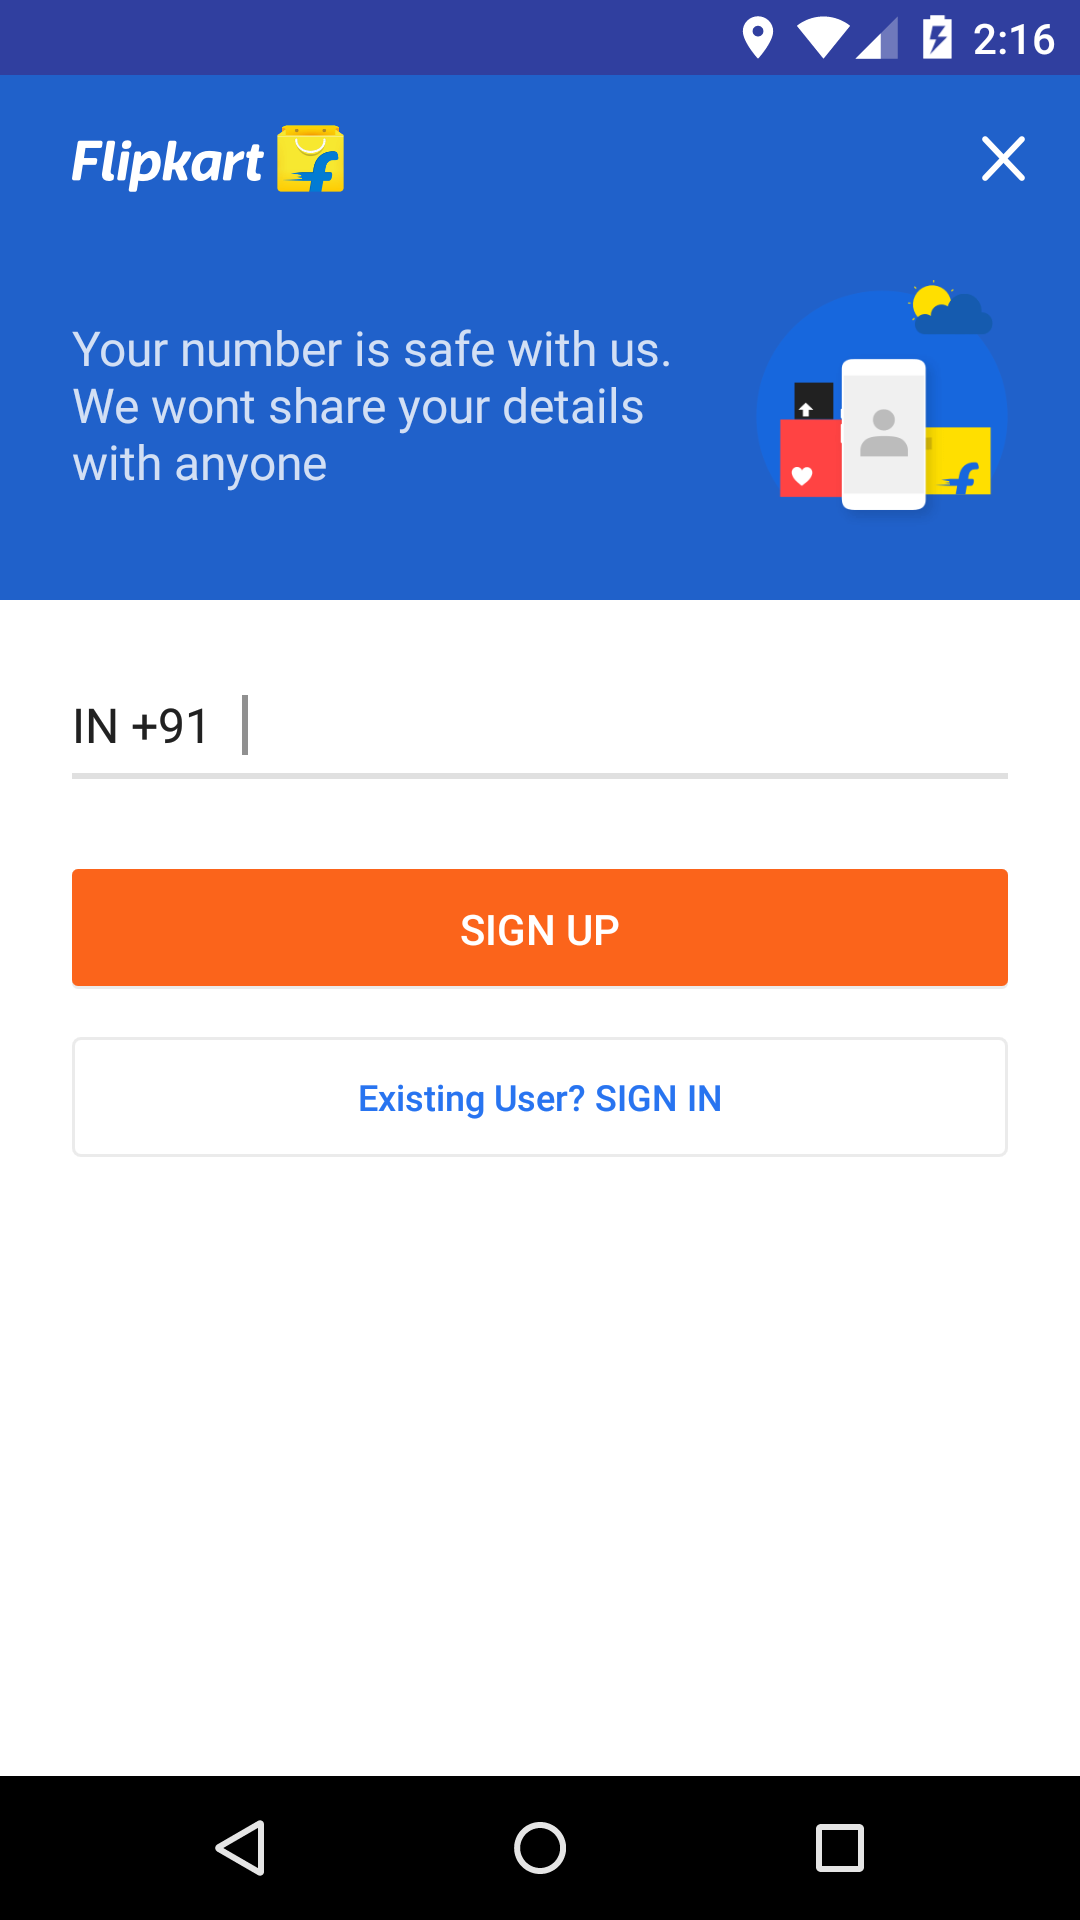 2:16
Flipkart
Your number is safe with us.
We wont share your details
with anyone
IN +91
SIGN UP
Existing User? SIGN IN